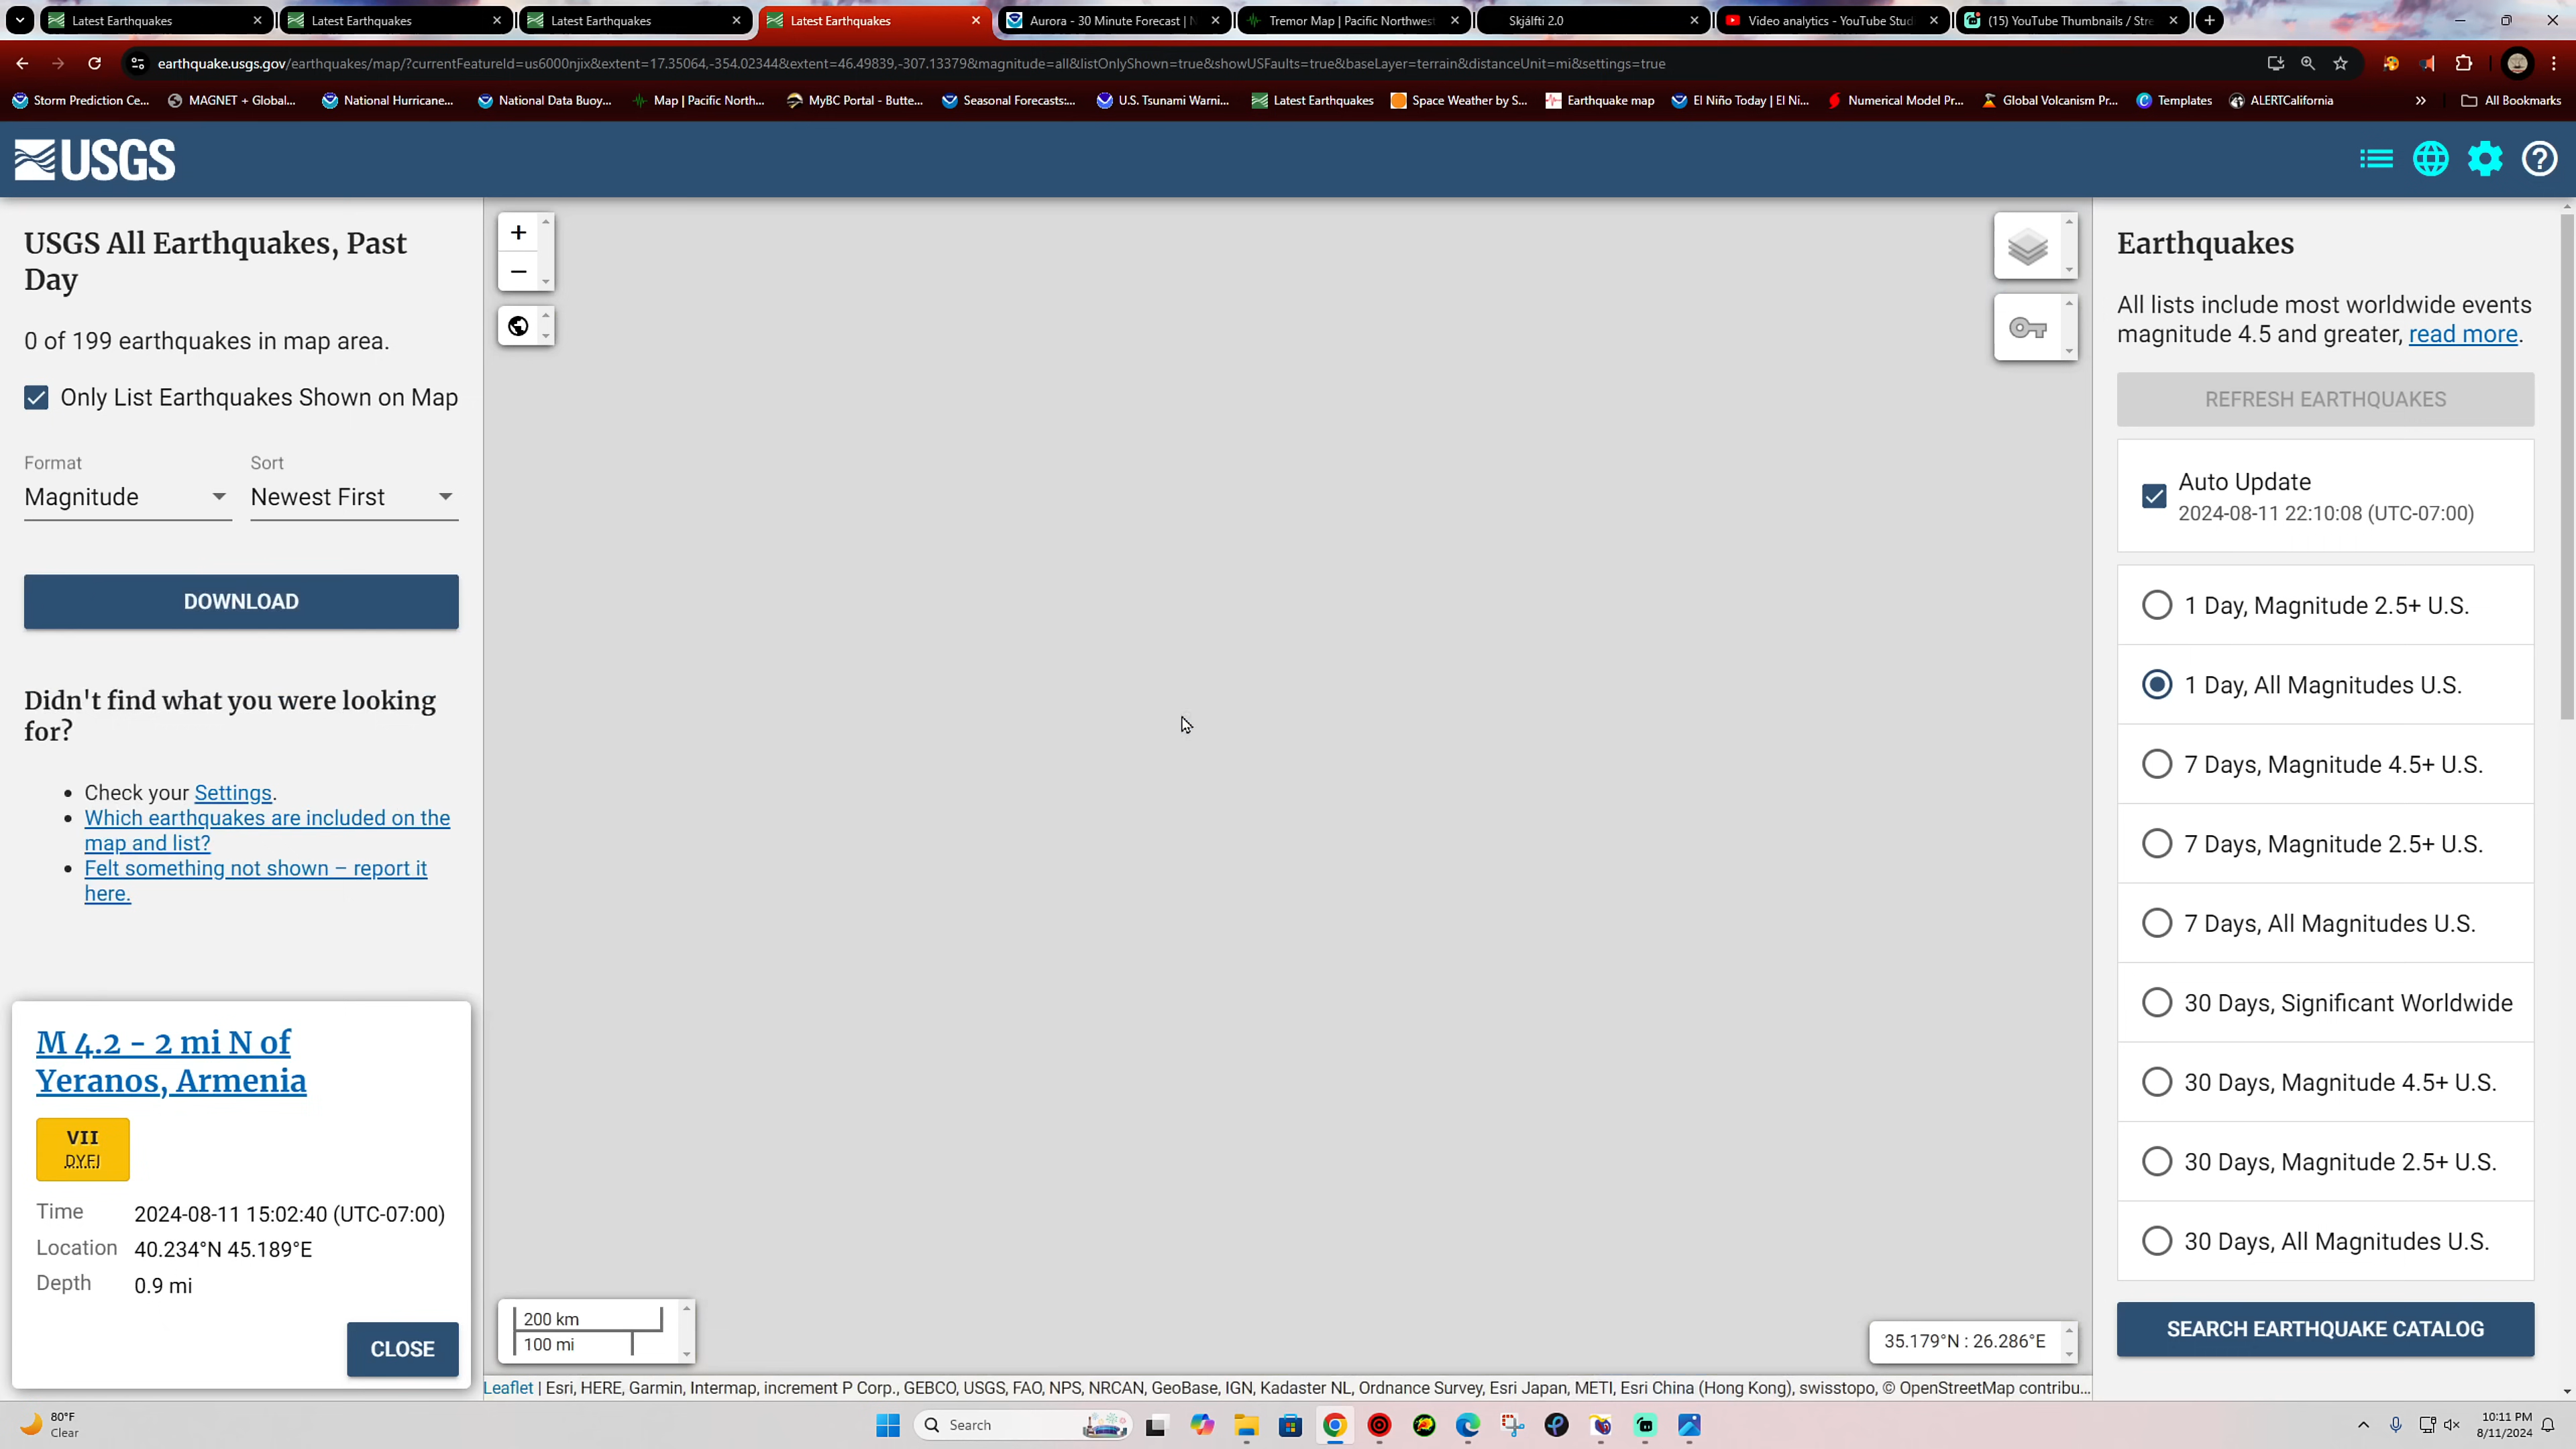 Latest Earthquakes
Latest Earthquakes
Latest Earthquakes
Latest Earthquakes
Aurora - 30 Minute Forecast | N
Tremor Map | Pacific Northwest
Skjálfti 2.0
Video analytics - YouTube Stud
(15) YouTube Thumbnails / Stre
earthquake.usgs.gov/earthquakes/map/?currentFeatureId=us6000njix&extent=17.35064,-354.02344&extent=46.49839,-307.13379&magnitude=all&listOnlyShown=true&showUSFaults=true&baseLayer=terrain&distanceUnit=mi&settings=true
Storm Prediction Ce...
MAGNET + Global...
National Hurricane...
National Data Buoy...
Map | Pacific North...
MyBC Portal - Butte...
Seasonal Forecasts:...
U.S. Tsunami Warni...
Latest Earthquakes
Space Weather by S...
Earthquake map
El Niño Today | El Ni...
Numerical Model Pr...
Global Volcanism Pr...
Templates
ALERTCalifornia
All Bookmarks
USGS
USGS All Earthquakes, Past
Day
0 of 199 earthquakes in map area.
Only List Earthquakes Shown on Map
Format
Magnitude
Sort
Newest First
DOWNLOAD
Didn't find what you were looking
for?
Check your Settings.
Which earthquakes are included on the
map and list?
Felt something not shown – report it
here.
M 4.2 - 2 mi N of
Yeranos, Armenia
VII
DYFI
Time 2024-08-11 15:02:40 (UTC-07:00)
Location 40.234°N 45.189°E
Depth 0.9 mi
CLOSE
+
−
200 km
100 mi
35.179°N : 26.286°E
Leaflet | Esri, HERE, Garmin, Intermap, increment P Corp., GEBCO, USGS, FAO, NPS, NRCAN, GeoBase, IGN, Kadaster NL, Ordnance Survey, Esri Japan, METI, Esri China (Hong Kong), swisstopo, © OpenStreetMap contribu...
Earthquakes
All lists include most worldwide events
magnitude 4.5 and greater, read more.
REFRESH EARTHQUAKES
Auto Update
2024-08-11 22:10:08 (UTC-07:00)
1 Day, Magnitude 2.5+ U.S.
1 Day, All Magnitudes U.S.
7 Days, Magnitude 4.5+ U.S.
7 Days, Magnitude 2.5+ U.S.
7 Days, All Magnitudes U.S.
30 Days, Significant Worldwide
30 Days, Magnitude 4.5+ U.S.
30 Days, Magnitude 2.5+ U.S.
30 Days, All Magnitudes U.S.
SEARCH EARTHQUAKE CATALOG
80°F
Clear
Search
10:11 PM
8/11/2024